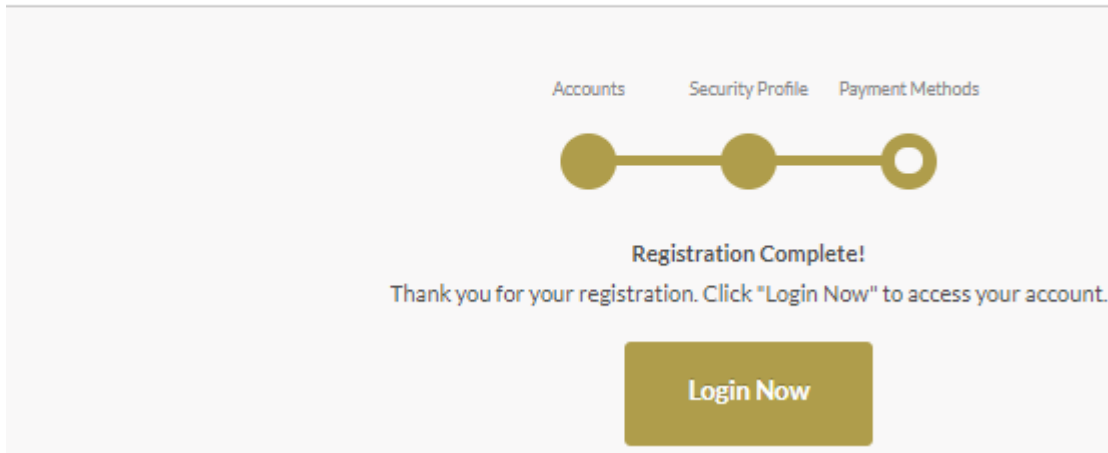 Accounts Security Profile Payment Methods
Registration Complete!
Thank you for your registration. Click "Login Now" to access your account.
Login Now